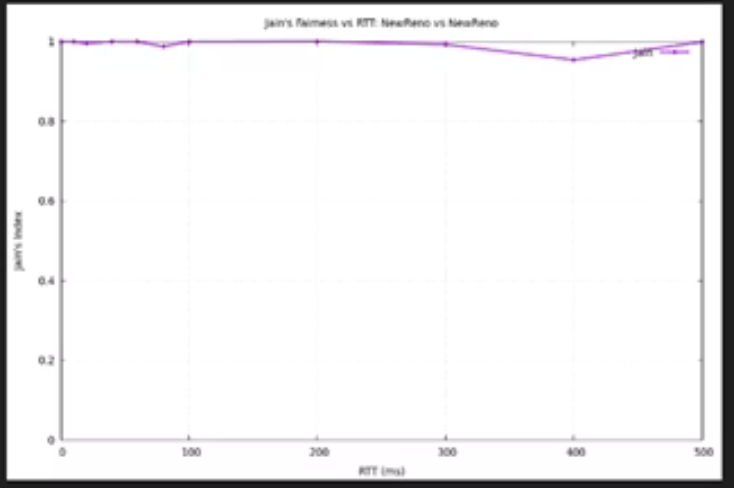 Jain's Fairness vs RTT: NewReno vs NewReno
1
Jain
0.8
0.6
Jain's Index
0.4
0.2
0
0 100 200 300 400 500
RTT (ms)